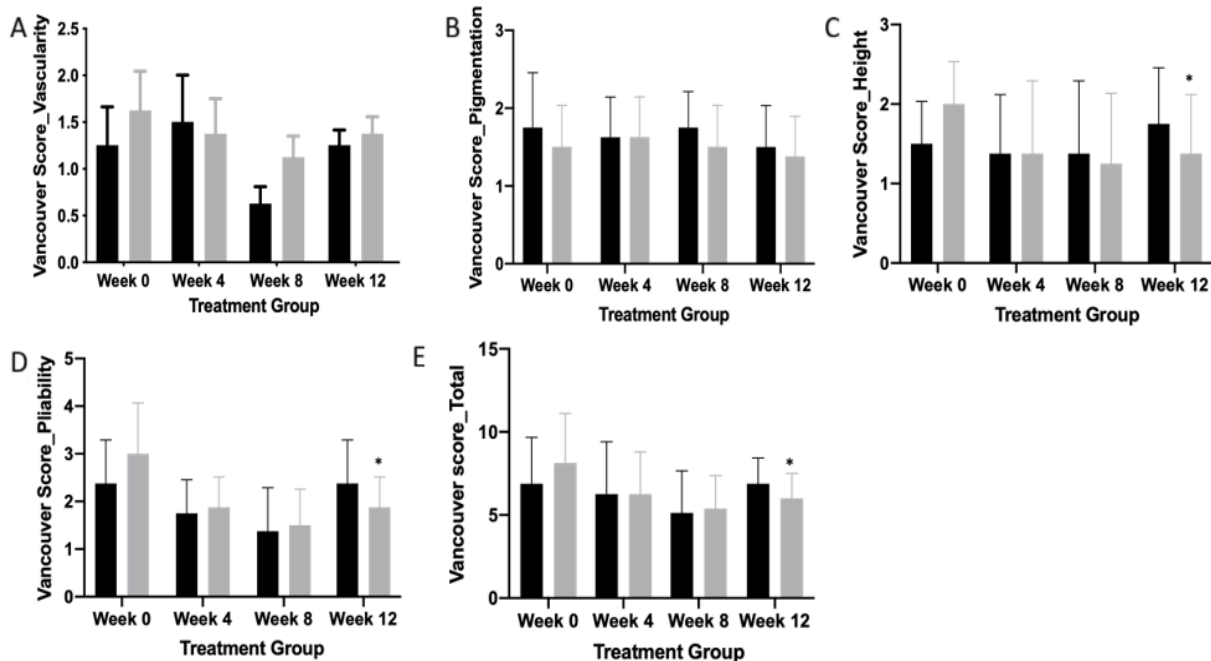 A
Vancouver Score_Vascularity
2.5
2.0
1.5
1.0
0.5
0.0
Week 0 Week 4 Week 8 Week 12
Treatment Group
B
Vancouver Score_Pigmentation
3
2
1
0
Week 0 Week 4 Week 8 Week 12
Treatment Group
C
Vancouver Score_Height
3
2
1
0
*
Week 0 Week 4 Week 8 Week 12
Treatment Group
D
Vancouver Score_Pliability
5
4
3
2
1
0
*
Week 0 Week 4 Week 8 Week 12
Treatment Group
E
Vancouver score_Total
15
10
5
0
*
Week 0 Week 4 Week 8 Week 12
Treatment Group